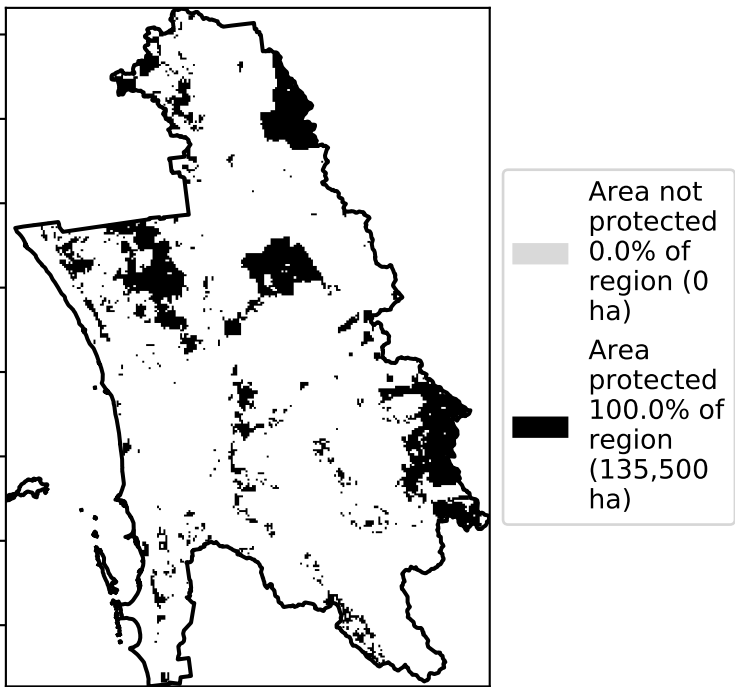 Area not
protected
0.0% of
region (0
ha)
Area
protected
100.0% of
region
(135,500
ha)